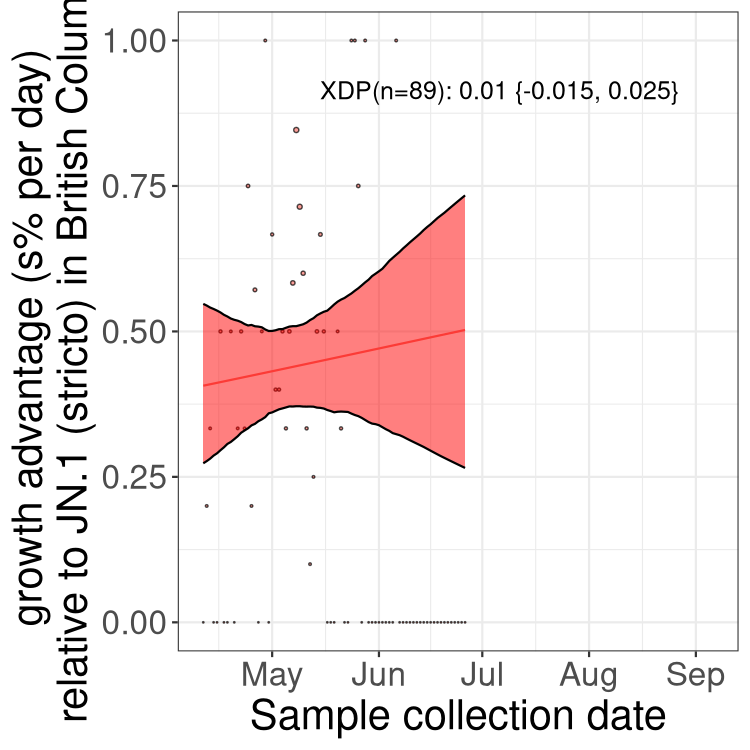 growth advantage (s% per day)
relative to JN.1 (stricto) in British Colum
1.00
0.75
0.50
0.25
0.00
XDP(n=89): 0.01 {-0.015, 0.025}
May Jun Jul Aug Sep
Sample collection date